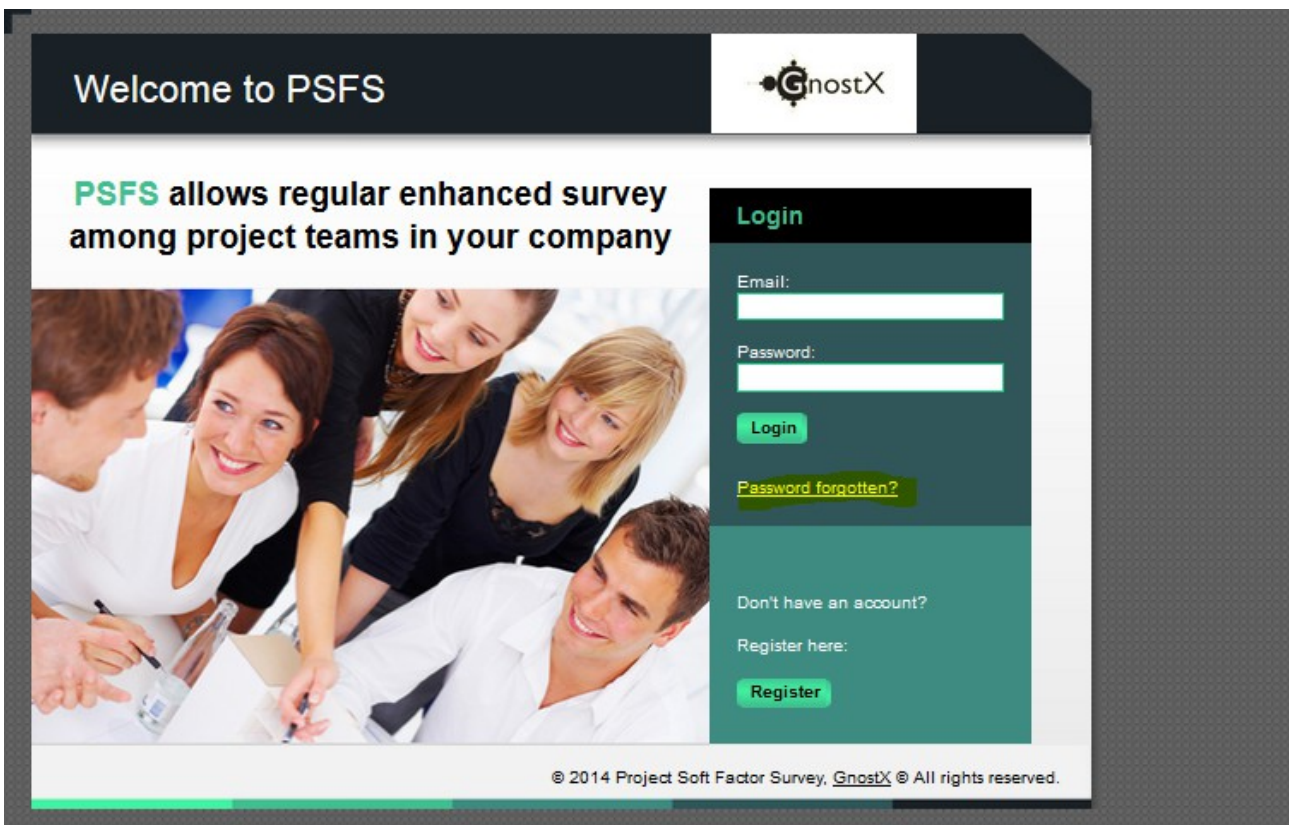 Welcome to PSFS
GnostX
PSFS allows regular enhanced survey
among project teams in your company
Login
Email:
Password:
Login
Password forgotten?
Don't have an account?
Register here:
Register
© 2014 Project Soft Factor Survey, GnostX © All rights reserved.